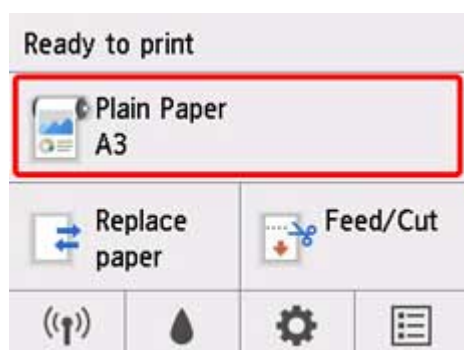 Ready to print
Plain Paper
A3
Replace
paper
Feed/Cut